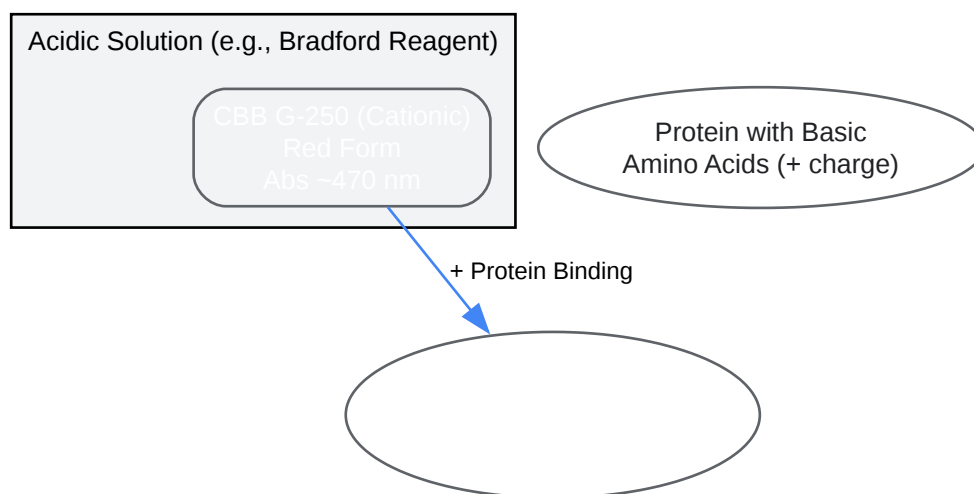 Acidic Solution (e.g., Bradford Reagent)
CBB G-250 (Cationic)
Red Form
Abs ~470 nm
Protein with Basic
Amino Acids (+ charge)
+ Protein Binding